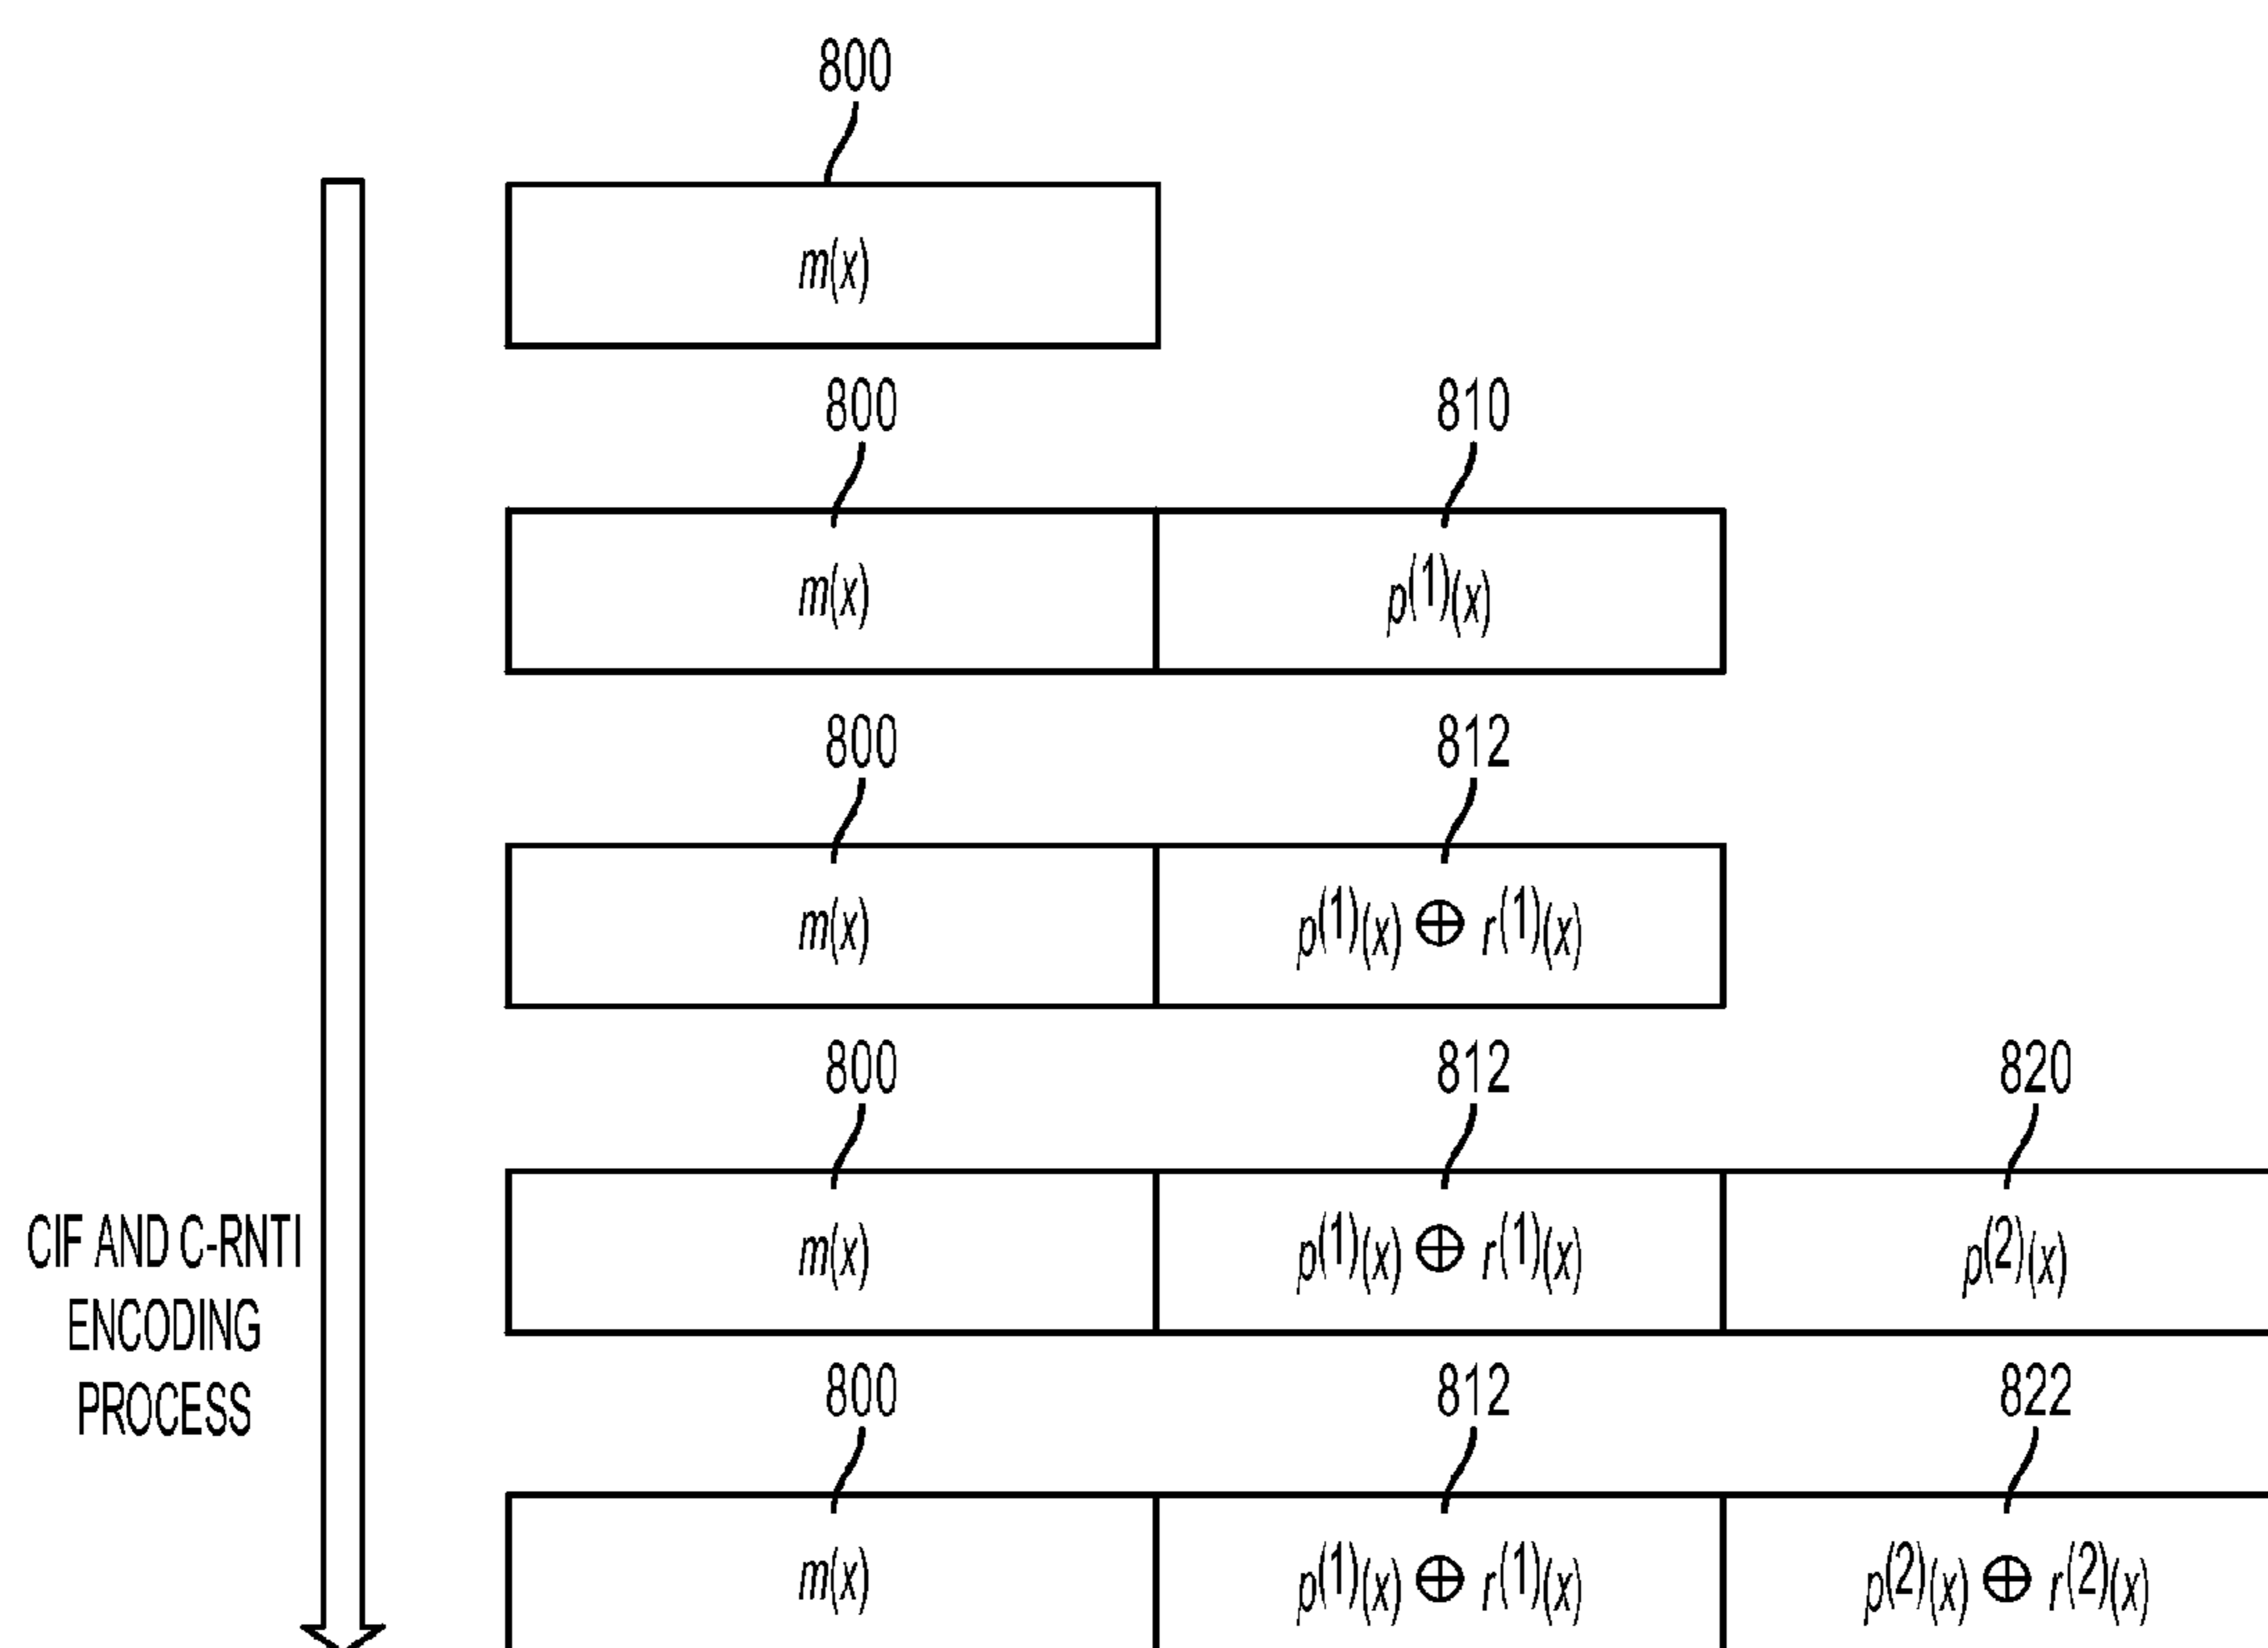 800
m(x)
800 810
m(x) p(1)(x)
800 812
m(x) p(1)(x) ⊕ r(1)(x)
800 812 820
m(x) p(1)(x) ⊕ r(1)(x) p(2)(x)
CIF AND C-RNTI
ENCODING
PROCESS
800 812 822
m(x) p(1)(x) ⊕ r(1)(x) p(2)(x) ⊕ r(2)(x)